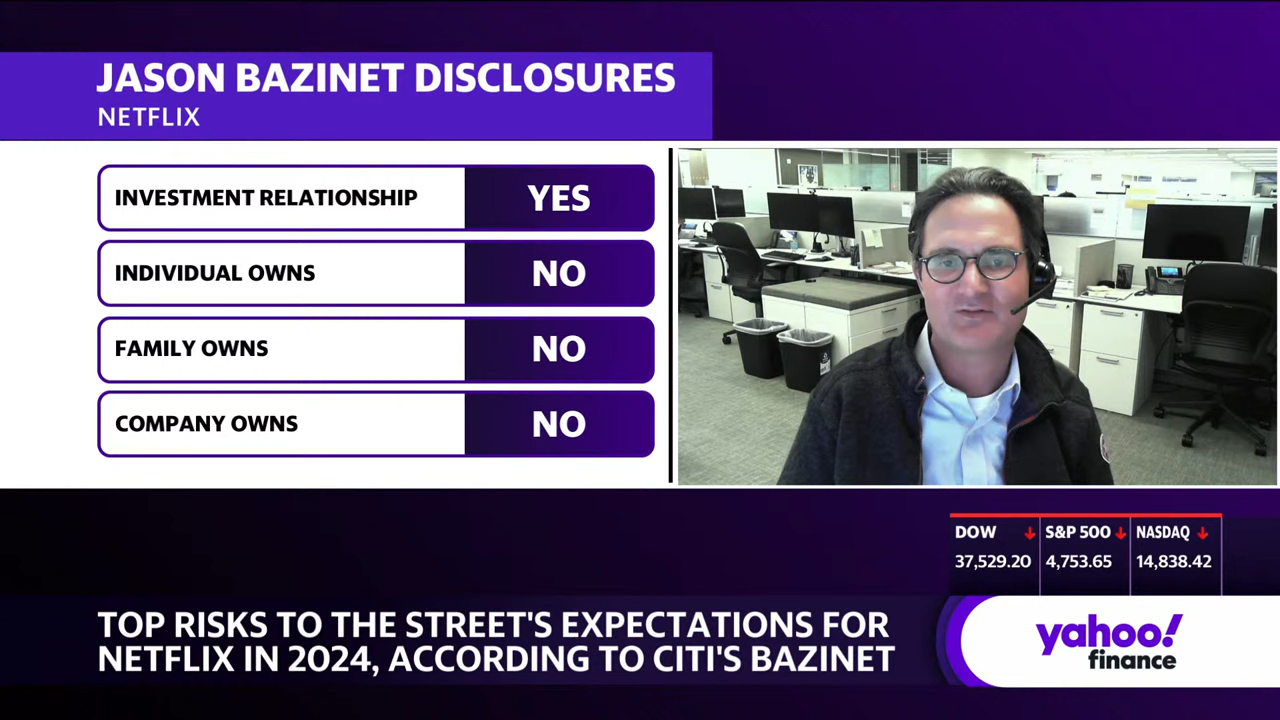 JASON BAZINET DISCLOSURES
NETFLIX
INVESTMENT RELATIONSHIP YES
INDIVIDUAL OWNS NO
FAMILY OWNS NO
COMPANY OWNS NO
DOW S&P 500 NASDAQ
37,529.20 4,753.65 14,838.42
TOP RISKS TO THE STREET'S EXPECTATIONS FOR
NETFLIX IN 2024, ACCORDING TO CITI'S BAZINET
yahoo!
finance